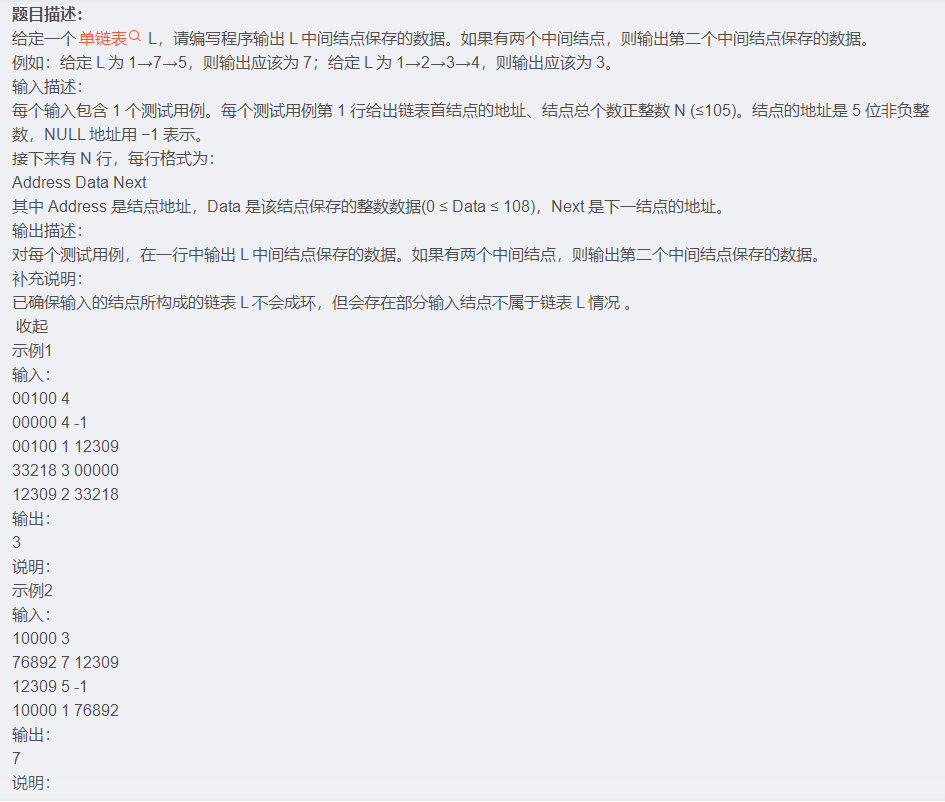 题目描述：
给定一个 单链表 L，请编写程序输出 L 中间结点保存的数据。如果有两个中间结点，则输出第二个中间结点保存的数据。
例如：给定 L 为 1→7→5，则输出应该为 7；给定 L 为 1→2→3→4，则输出应该为 3。
输入描述：
每个输入包含 1 个测试用例。每个测试用例第 1 行给出链表首结点的地址、结点总个数正整数 N (≤105)。结点的地址是 5 位非负整
数，NULL 地址用 −1 表示。
接下来有 N 行，每行格式为：
Address Data Next
其中 Address 是结点地址，Data 是该结点保存的整数数据(0 ≤ Data ≤ 108)，Next 是下一结点的地址。
输出描述：
对每个测试用例，在一行中输出 L 中间结点保存的数据。如果有两个中间结点，则输出第二个中间结点保存的数据。
补充说明：
已确保输入的结点所构成的链表 L 不会成环，但会存在部分输入结点不属于链表 L 情况 。
收起
示例1
输入：
00100 4
00000 4 -1
00100 1 12309
33218 3 00000
12309 2 33218
输出：
3
说明：
示例2
输入：
10000 3
76892 7 12309
12309 5 -1
10000 1 76892
输出：
7
说明：